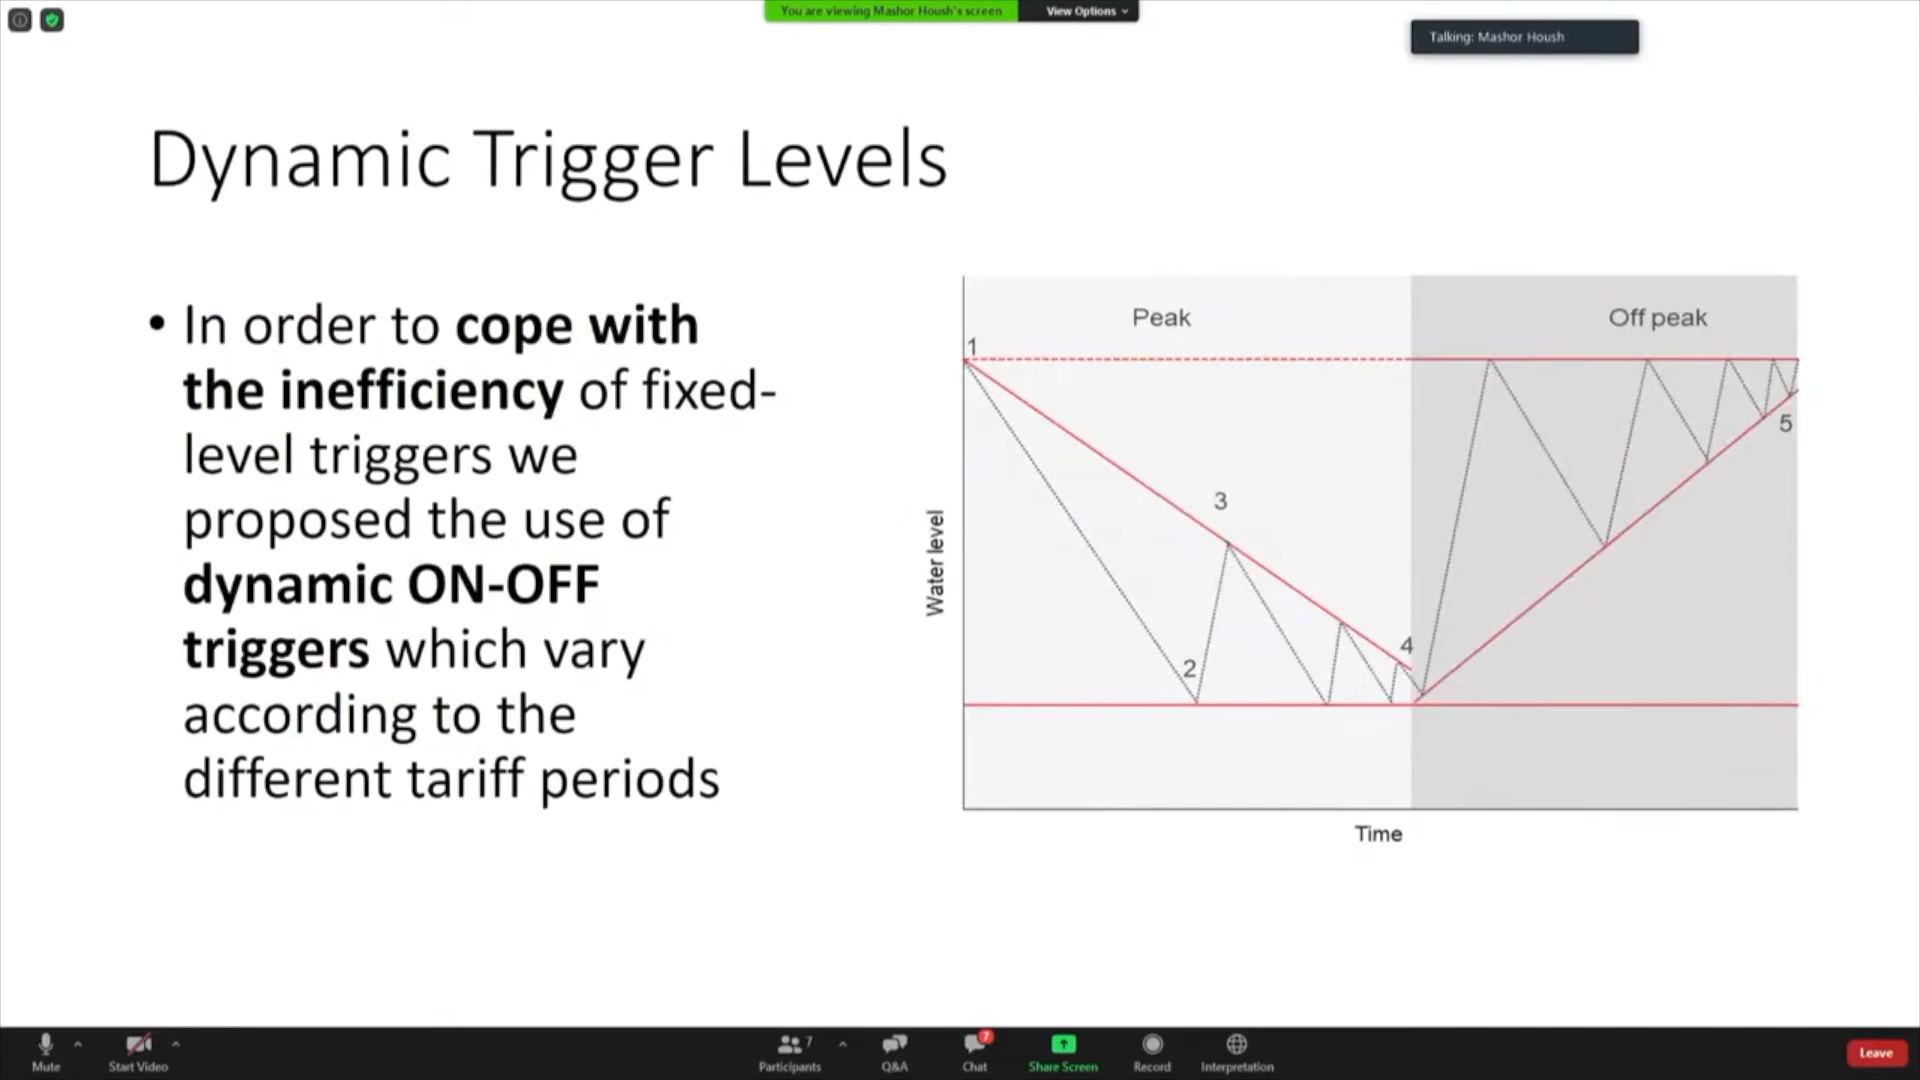 You are viewing Mashor Housh's screen
View Options
Talking: Mashor Housh
Dynamic Trigger Levels
• In order to cope with
the inefficiency of fixed-
level triggers we
proposed the use of
dynamic ON-OFF
triggers which vary
according to the
different tariff periods
Peak
Off peak
1
2
3
4
5
Water level
Time
Mute
Start Video
7
Participants
Q&A
7
Chat
Share Screen
Record
Interpretation
Leave